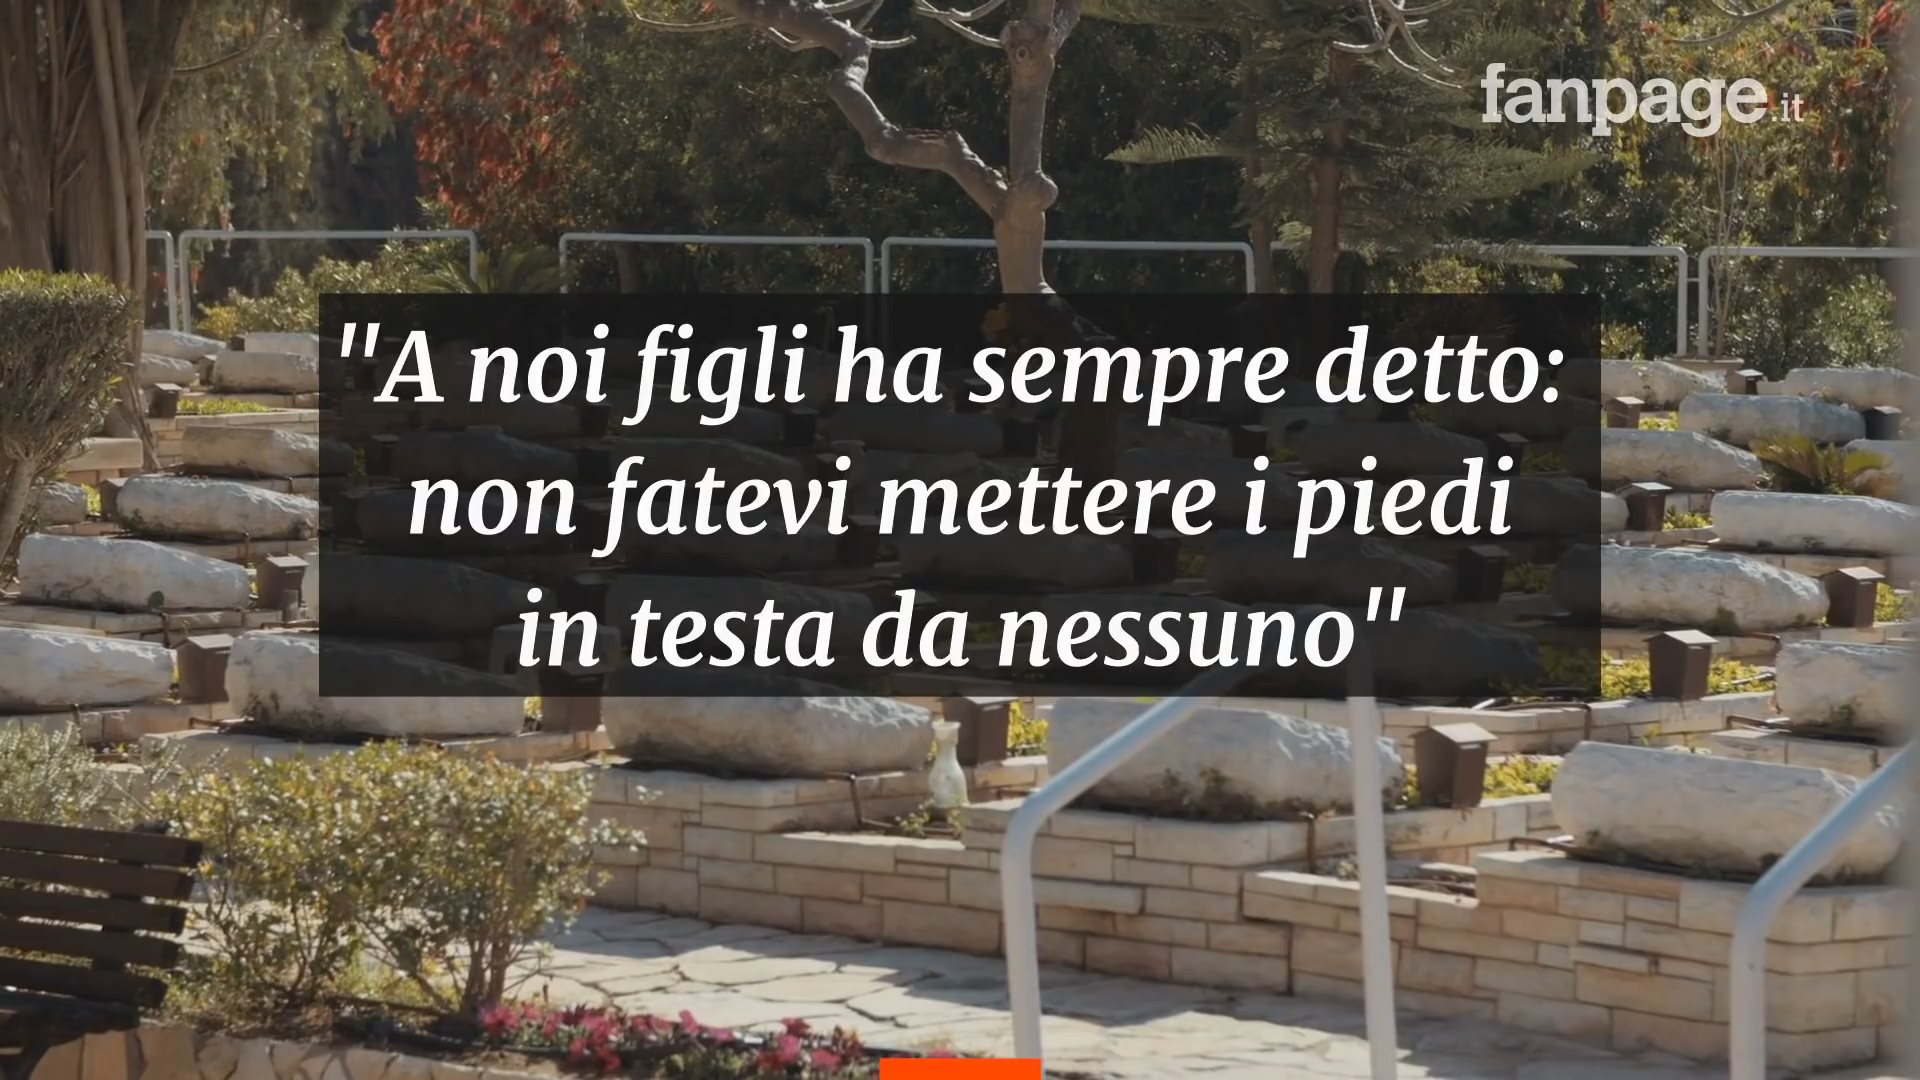 fanpage.it
"A noi figli ha sempre detto:
non fatevi mettere i piedi
in testa da nessuno"